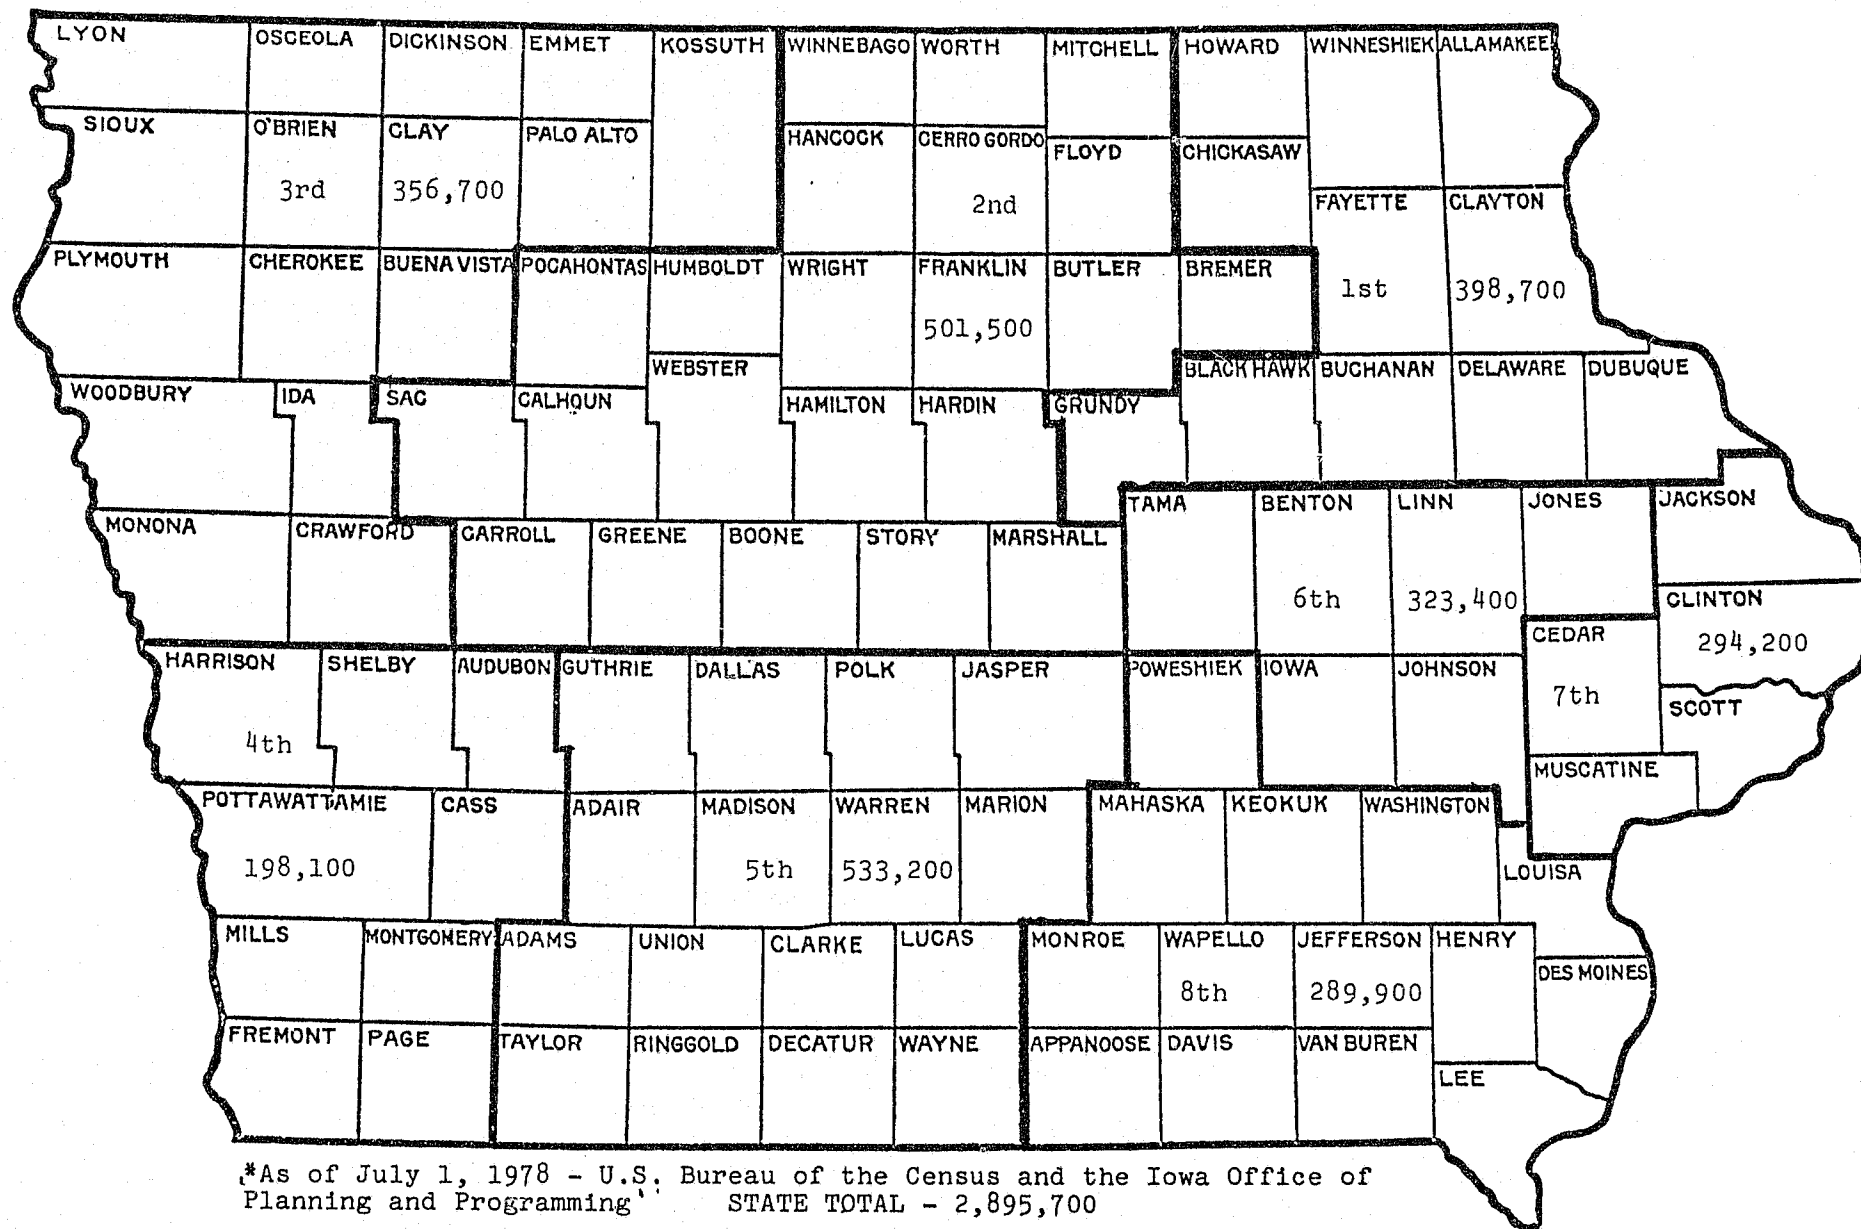 LYON OSCEOLA DICKINSON EMMET KOSSUTH WINNEBAGO WORTH MITCHELL HOWARD WINNESHIEK ALLAMAKEE
SIOUX O'BRIEN CLAY PALO ALTO HANCOCK CERRO GORDO FLOYD CHICKASAW
3rd 356,700 2nd FAYETTE CLAYTON
PLYMOUTH CHEROKEE BUENA VISTA POCAHONTAS HUMBOLDT WRIGHT FRANKLIN BUTLER BREMER
1st 398,700
501,500
WEBSTER BLACK HAWK BUCHANAN DELAWARE DUBUQUE
WOODBURY IDA SAC CALHOUN HAMILTON HARDIN GRUNDY
TAMA BENTON LINN JONES JACKSON
MONONA CRAWFORD CARROLL GREENE BOONE STORY MARSHALL
6th 323,400 CLINTON
CEDAR 294,200
HARRISON SHELBY AUDUBON GUTHRIE DALLAS POLK JASPER POWESHIEK IOWA JOHNSON
7th SCOTT
4th
MUSCATINE
POTTAWATTAMIE CASS ADAIR MADISON WARREN MARION MAHASKA KEOKUK WASHINGTON
198,100 5th 533,200 LOUISA
MILLS MONTGOMERY ADAMS UNION CLARKE LUCAS MONROE WAPELLO JEFFERSON HENRY
DES MOINES
8th 289,900
FREMONT PAGE TAYLOR RINGGOLD DECATUR WAYNE APPANOOSE DAVIS VAN BUREN
LEE
*As of July 1, 1978 - U.S. Bureau of the Census and the Iowa Office of
Planning and Programming STATE TOTAL - 2,895,700